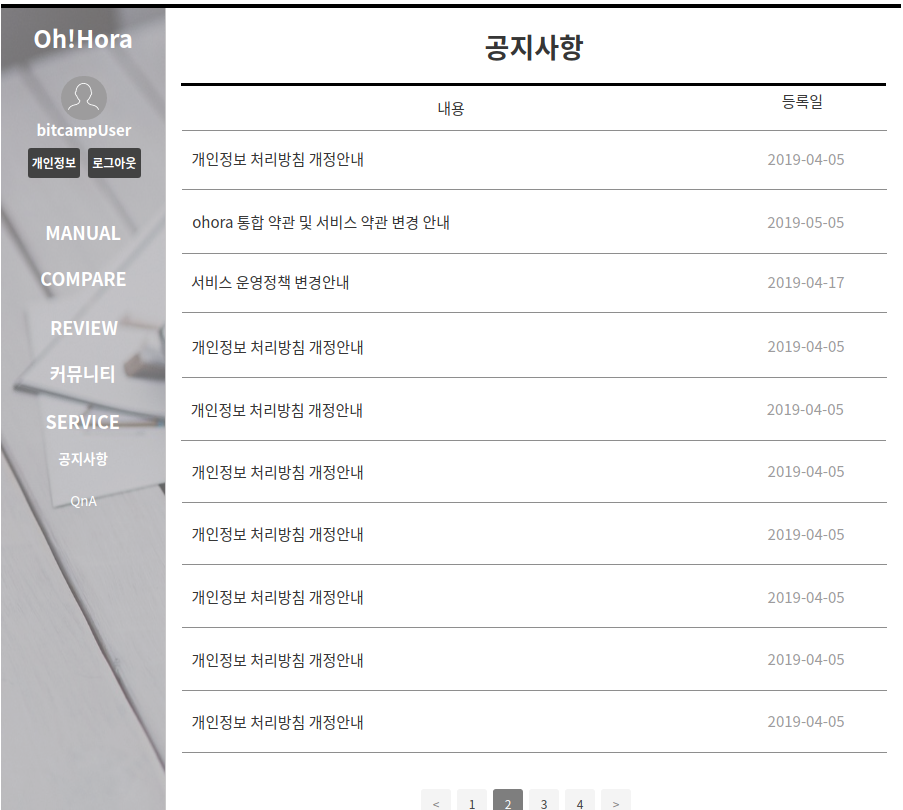 Oh!Hora
bitcampUser
개인정보 로그아웃
MANUAL
COMPARE
REVIEW
커뮤니티
SERVICE
공지사항
QnA
공지사항
내용 등록일
개인정보 처리방침 개정안내 2019-04-05
ohora 통합 약관 및 서비스 약관 변경 안내 2019-05-05
서비스 운영정책 변경안내 2019-04-17
개인정보 처리방침 개정안내 2019-04-05
개인정보 처리방침 개정안내 2019-04-05
개인정보 처리방침 개정안내 2019-04-05
개인정보 처리방침 개정안내 2019-04-05
개인정보 처리방침 개정안내 2019-04-05
개인정보 처리방침 개정안내 2019-04-05
개인정보 처리방침 개정안내 2019-04-05
< 1 2 3 4 >